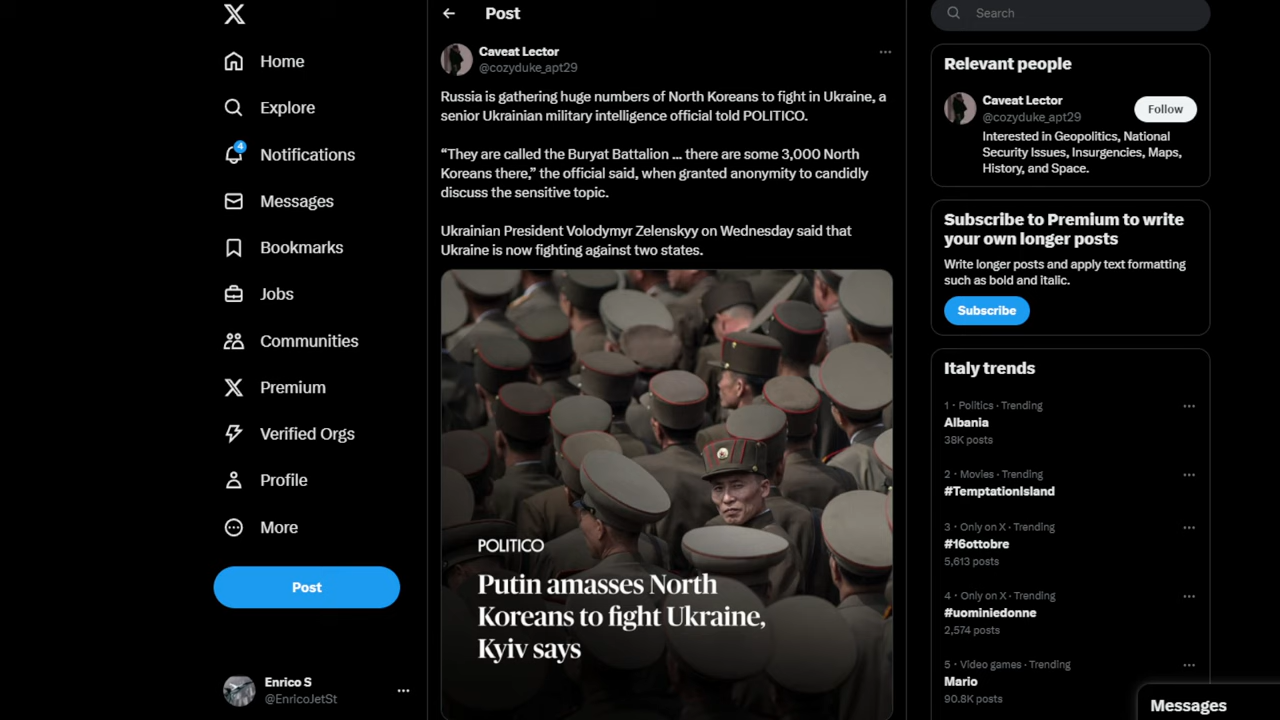 Home
Explore
4
Notifications
Messages
Bookmarks
Jobs
Communities
Premium
Verified Orgs
Profile
More
Post
Enrico S
@EnricoJetSt
Post
Caveat Lector
@cozyduke_apt29
Russia is gathering huge numbers of North Koreans to fight in Ukraine, a
senior Ukrainian military intelligence official told POLITICO.
“They are called the Buryat Battalion ... there are some 3,000 North
Koreans there,” the official said, when granted anonymity to candidly
discuss the sensitive topic.
Ukrainian President Volodymyr Zelenskyy on Wednesday said that
Ukraine is now fighting against two states.
POLITICO
Putin amasses North
Koreans to fight Ukraine,
Kyiv says
Search
Relevant people
Caveat Lector
@cozyduke_apt29
Follow
Interested in Geopolitics, National
Security Issues, Insurgencies, Maps,
History, and Space.
Subscribe to Premium to write
your own longer posts
Write longer posts and apply text formatting
such as bold and italic.
Subscribe
Italy trends
1 · Politics · Trending
Albania
38K posts
2 · Movies · Trending
#TemptationIsland
3 · Only on X · Trending
#16ottobre
5,613 posts
4 · Only on X · Trending
#uominiedonne
2,574 posts
5 · Video games · Trending
Mario
90.8K posts
Messages